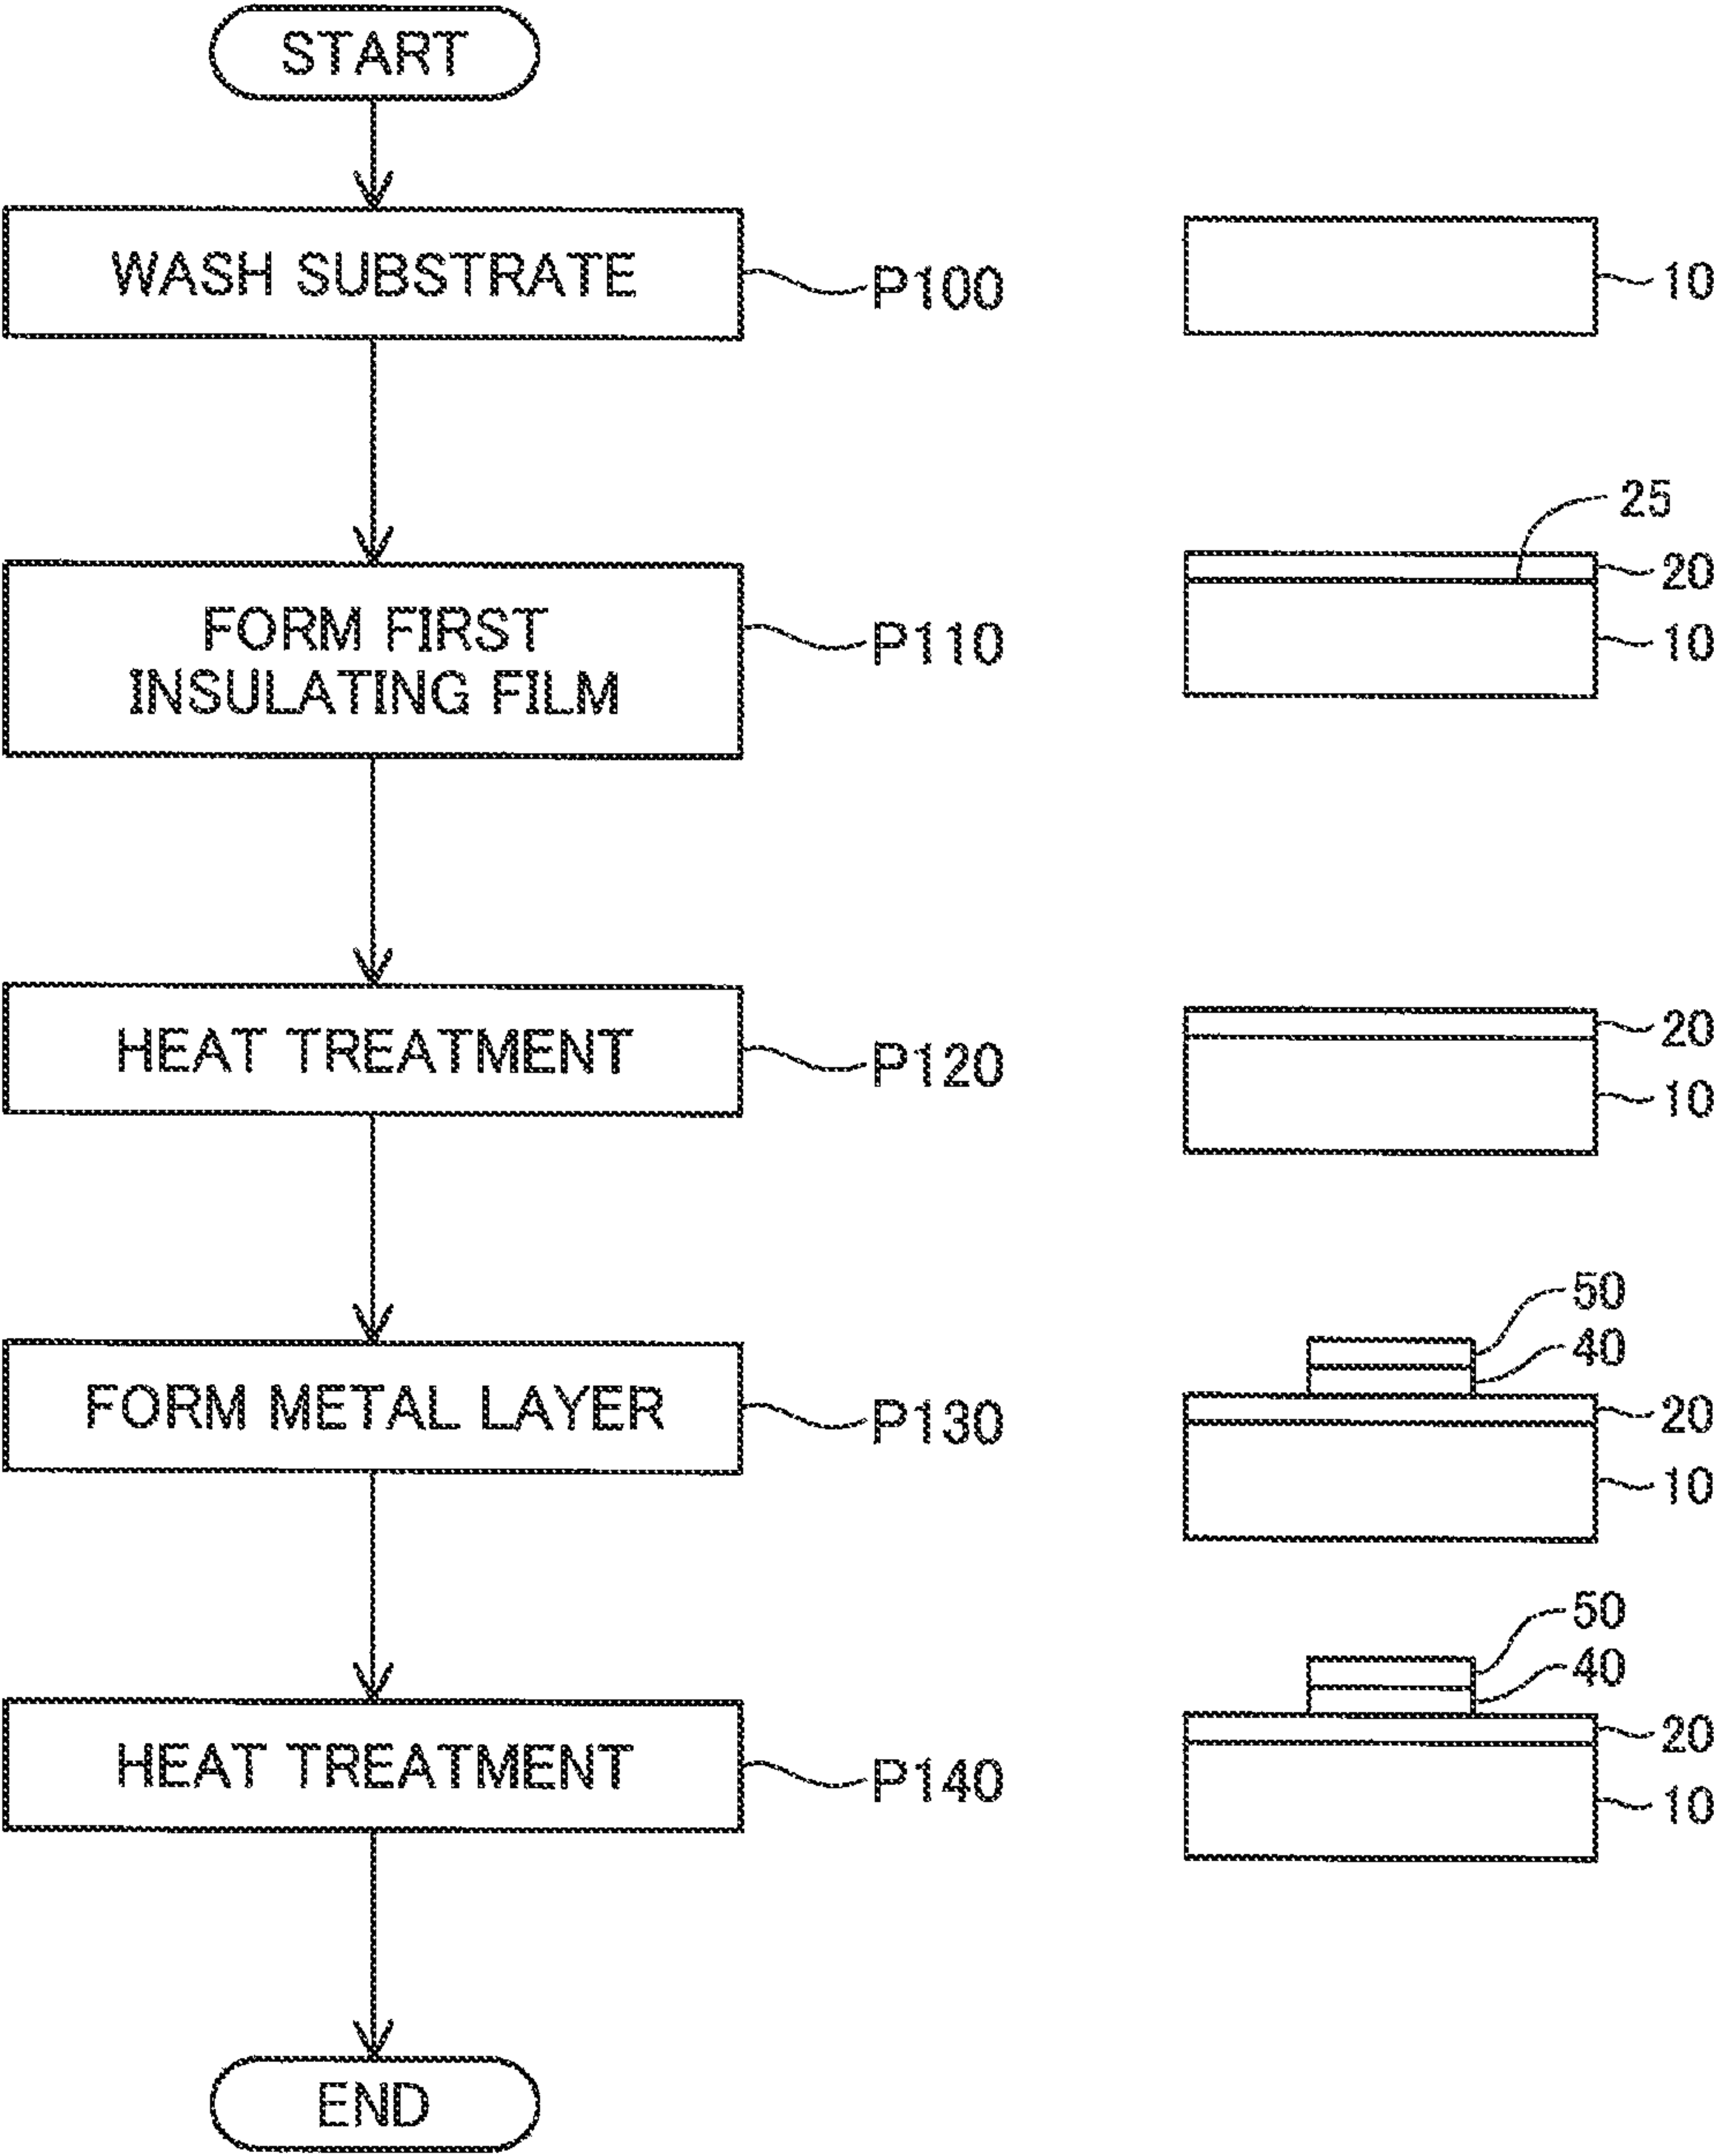 START
WASH SUBSTRATE
P100
10
25
20
FORM FIRST
INSULATING FILM
P110
10
HEAT TREATMENT
P120
20
10
50
40
FORM METAL LAYER
P130
20
10
50
40
HEAT TREATMENT
P140
20
10
END